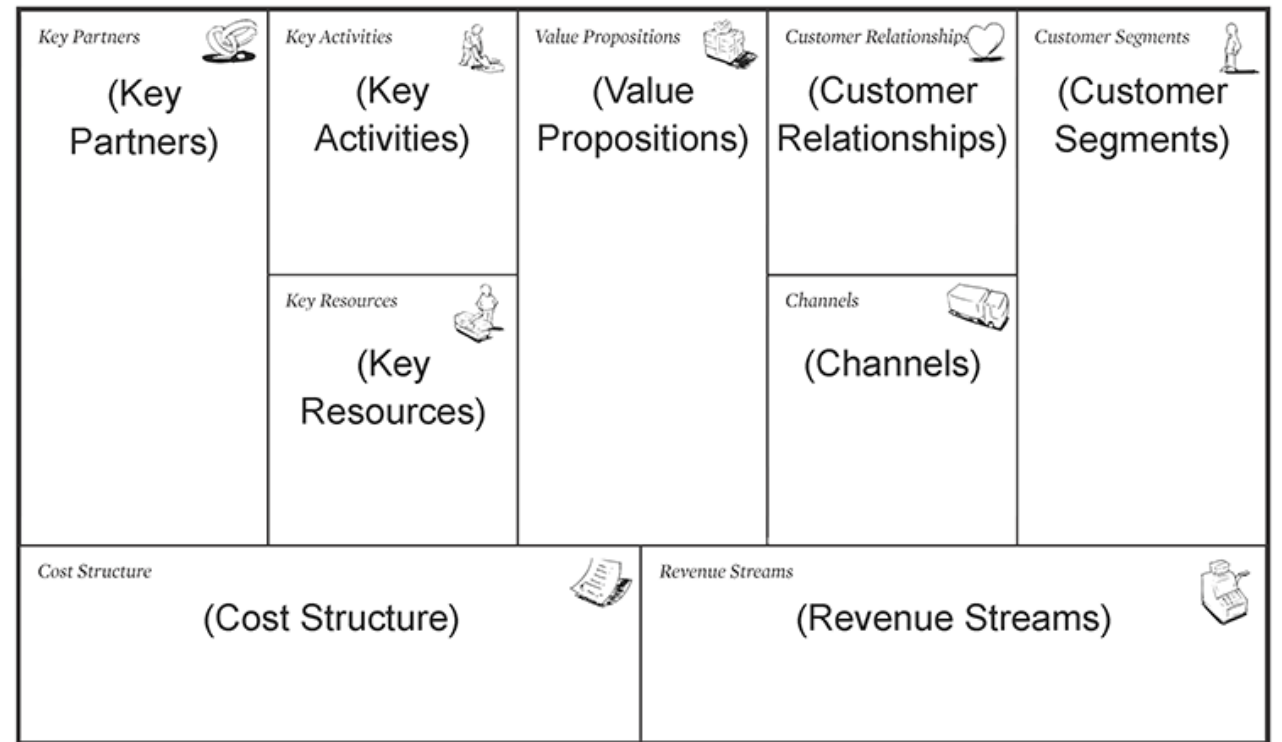 Key Partners
(Key
Partners)
Key Activities
(Key
Activities)
Key Resources
(Key
Resources)
Value Propositions
(Value
Propositions)
Customer Relationships
(Customer
Relationships)
Channels
(Channels)
Customer Segments
(Customer
Segments)
Cost Structure
(Cost Structure)
Revenue Streams
(Revenue Streams)